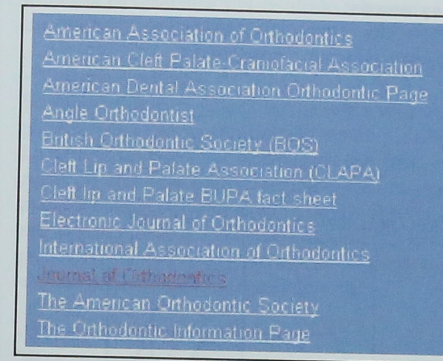 American Association of Orthodontics
American Cleft Palate-Craniofacial Association
American Dental Association Orthodontic Page
Angle Orthodontist
British Orthodontic Society (BOS)
Cleft Lip and Palate Association (CLAPA)
Cleft lip and Palate BUPA fact sheet
Electronic Journal of Orthodontics
International Association of Orthodontics
Journal of Orthodontics
The American Orthodontic Society
The Orthodontic Information Page